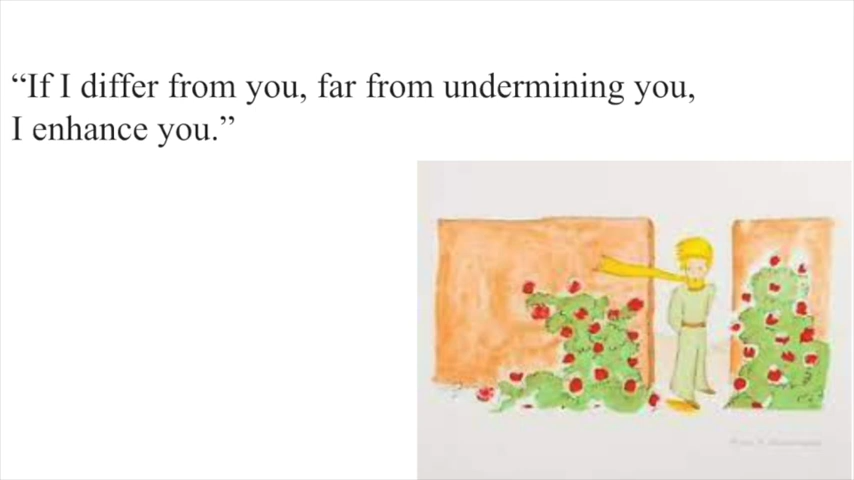 “If I differ from you, far from undermining you,
I enhance you.”